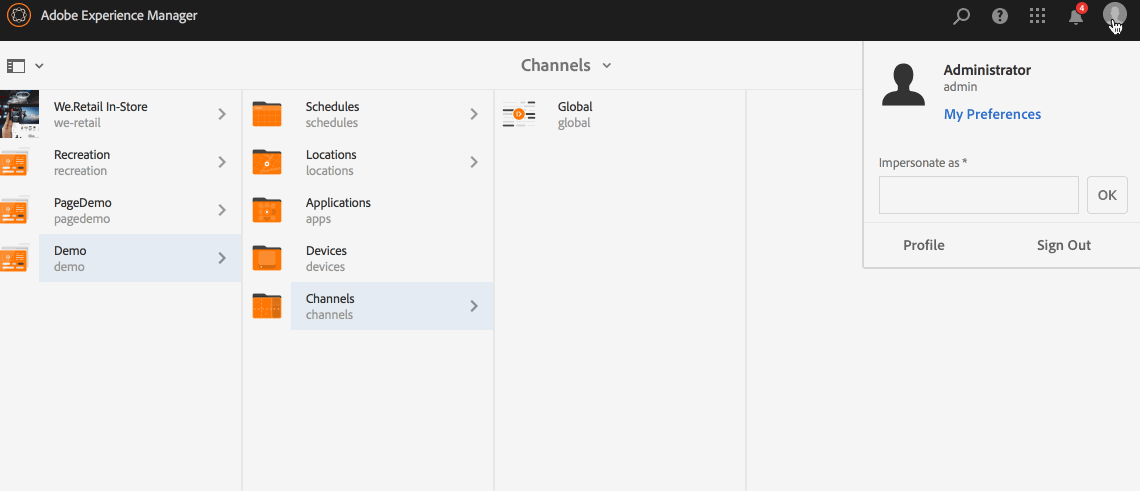 Adobe Experience Manager
4
Channels
We.Retail In-Store
we-retail
Recreation
recreation
PageDemo
pagedemo
Demo
demo
Schedules
schedules
Locations
locations
Applications
apps
Devices
devices
Channels
channels
Global
global
Administrator
admin
My Preferences
Impersonate as *
OK
Profile
Sign Out